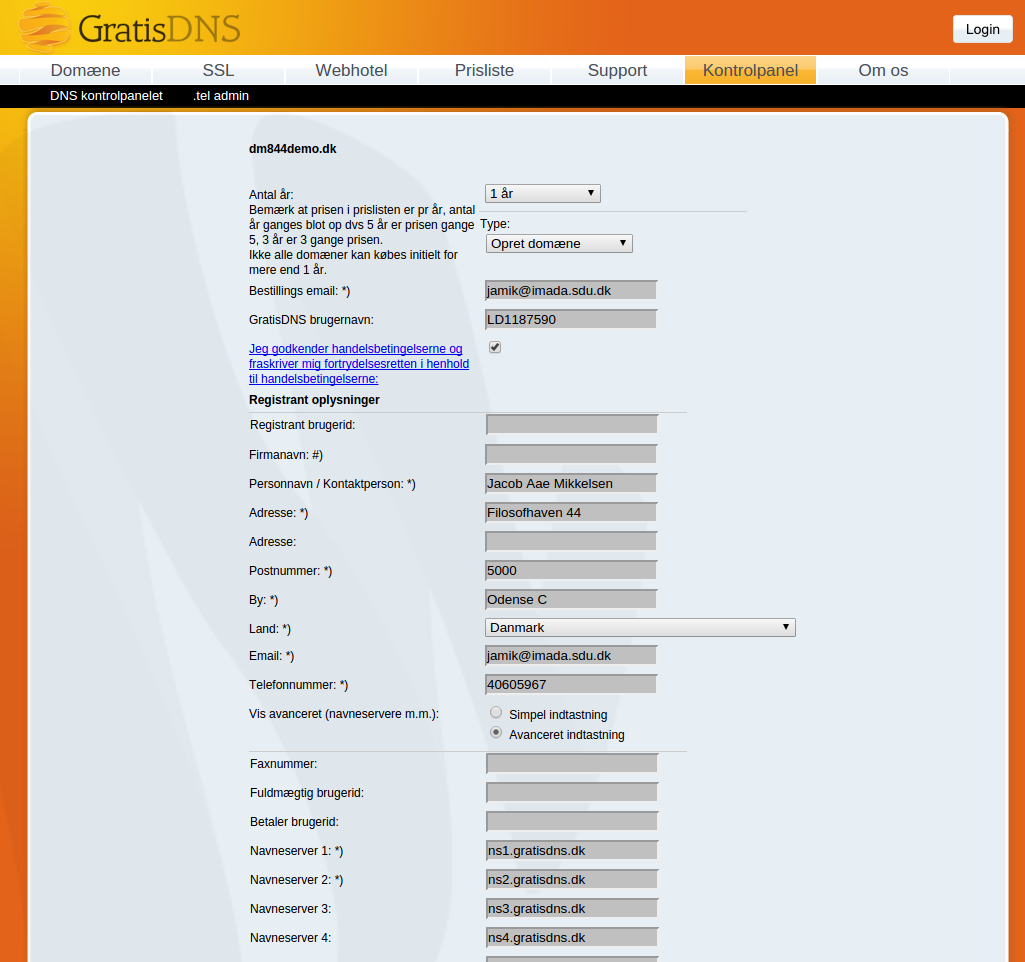 GratisDNS
Login
Domæne SSL Webhotel Prisliste Support Kontrolpanel Om os
DNS kontrolpanelet .tel admin
dm844demo.dk
Antal år: 1 år
Bemærk at prisen i prislisten er pr år, antal
år ganges blot op dvs 5 år er prisen gange
5, 3 år er 3 gange prisen.
Ikke alle domæner kan købes initielt for
mere end 1 år.
Type:
Opret domæne
Bestillings email: *) jamik@imada.sdu.dk
GratisDNS brugernavn: LD1187590
Jeg godkender handelsbetingelserne og
fraskriver mig fortrydelsesretten i henhold
til handelsbetingelserne:
Registrant oplysninger
Registrant brugerid:
Firmanavn: #)
Personnavn / Kontaktperson: *) Jacob Aae Mikkelsen
Adresse: *) Filosofhaven 44
Adresse:
Postnummer: *) 5000
By: *) Odense C
Land: *) Danmark
Email: *) jamik@imada.sdu.dk
Telefonnummer: *) 40605967
Vis avanceret (navneservere m.m.): Simpel indtastning
Avanceret indtastning
Faxnummer:
Fuldmægtig brugerid:
Betaler brugerid:
Navneserver 1: *) ns1.gratisdns.dk
Navneserver 2: *) ns2.gratisdns.dk
Navneserver 3: ns3.gratisdns.dk
Navneserver 4: ns4.gratisdns.dk